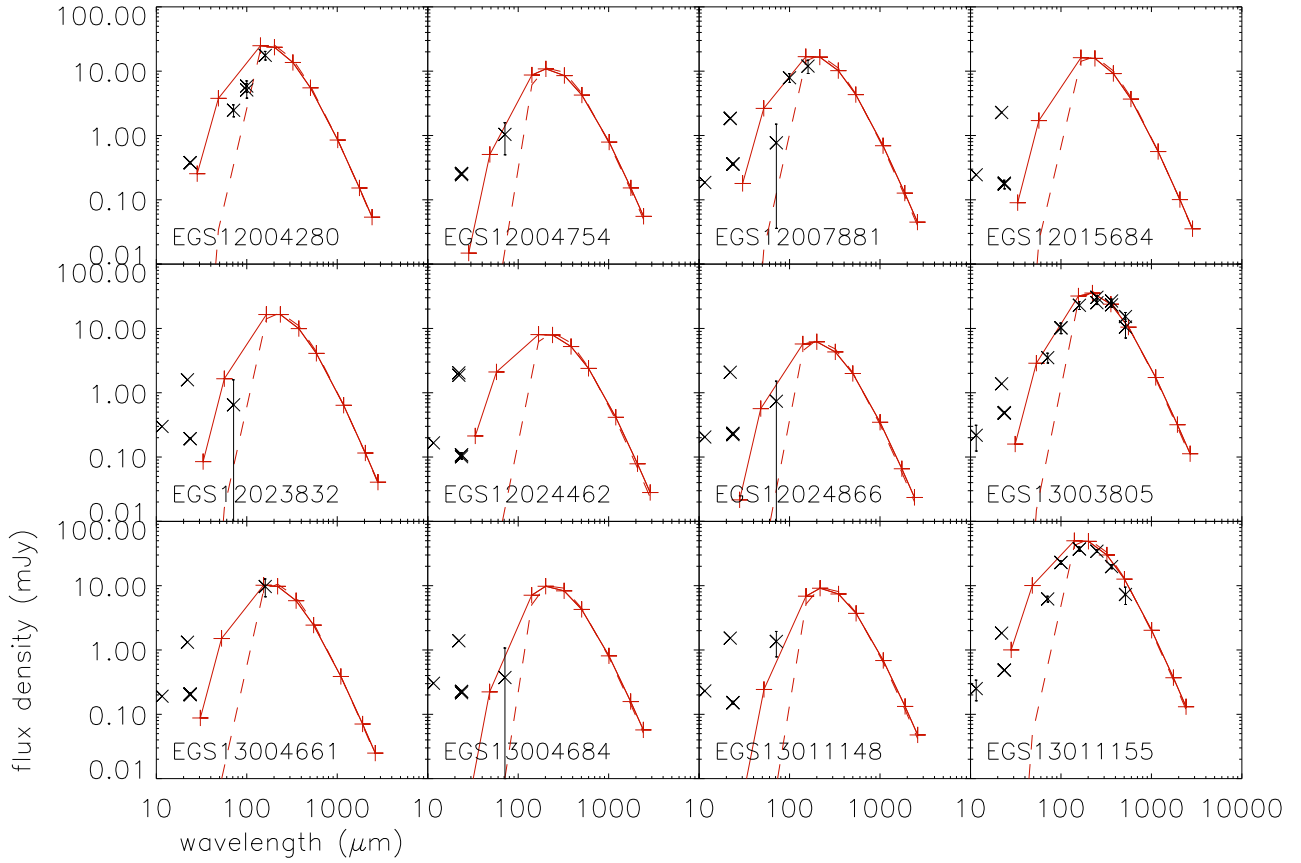 100.00
10.00
1.00
0.10
0.01
EGS12004280 EGS12004754 EGS12007881 EGS12015684
100.00
10.00
1.00
0.10
0.01
EGS12023832 EGS12024462 EGS12024866 EGS13003805
100.00
10.00
1.00
0.10
0.01
EGS13004661 EGS13004684 EGS13011148 EGS13011155
flux density (mJy)
10 100 1000 10 100 1000 10 100 1000 10 100 1000 10000
wavelength (μm)